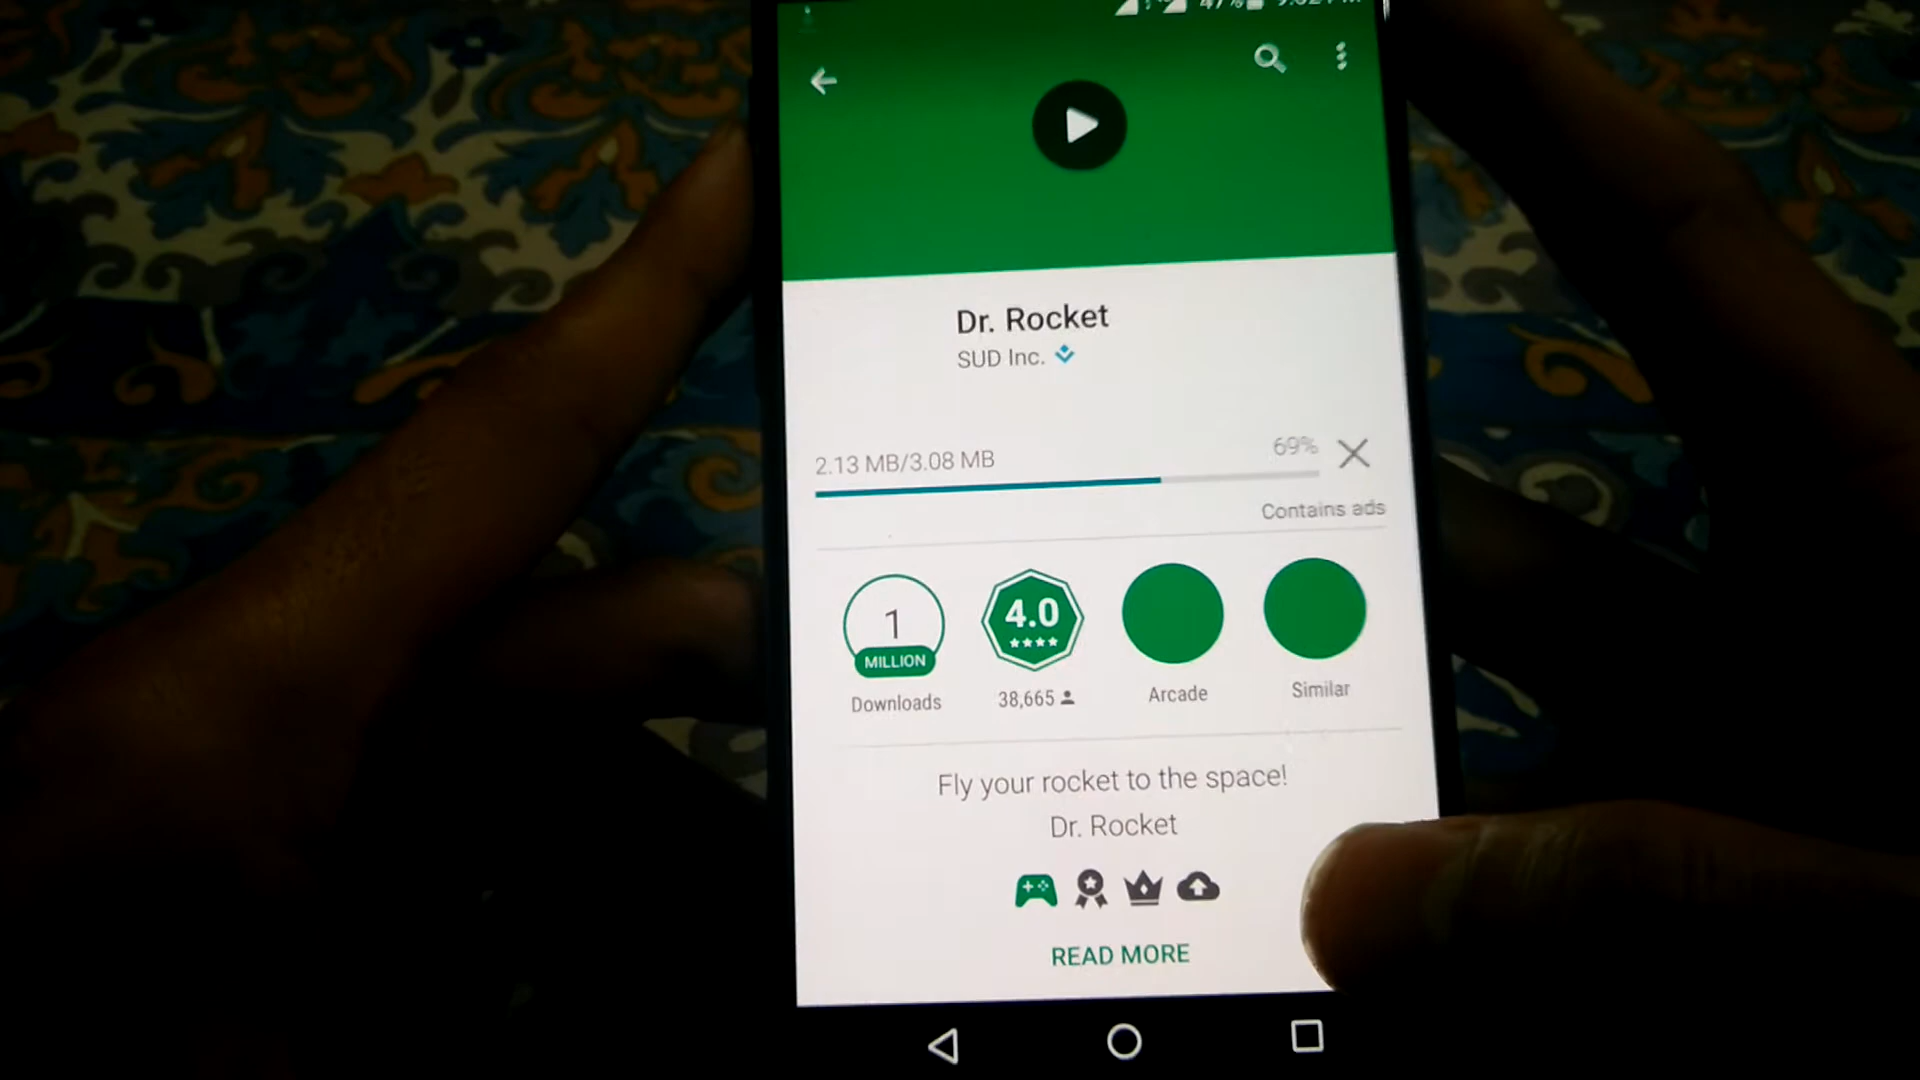 Dr. Rocket
SUD Inc.
2.13 MB/3.08 MB
69%
Contains ads
1
MILLION
Downloads
4.0
38,665
Arcade
Similar
Fly your rocket to the space!
Dr. Rocket
READ MORE